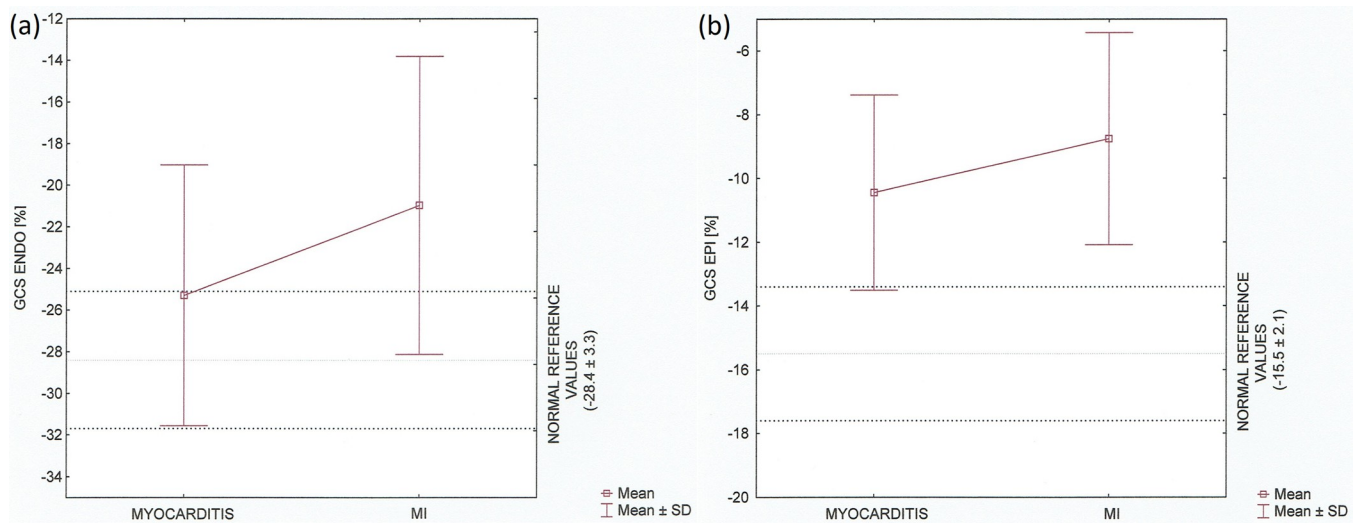 (a)
-12
-14
-16
-18
-20
-22
-24
-26
-28
-30
-32
-34
GCS ENDO [%]
MYOCARDITIS
MI
NORMAL REFERENCE
VALUES
(-28.4 ± 3.3)
Mean
Mean ± SD
(b)
-6
-8
-10
-12
-14
-16
-18
-20
GCS EPI [%]
MYOCARDITIS
MI
NORMAL REFERENCE
VALUES
(-15.5 ± 2.1)
Mean
Mean ± SD